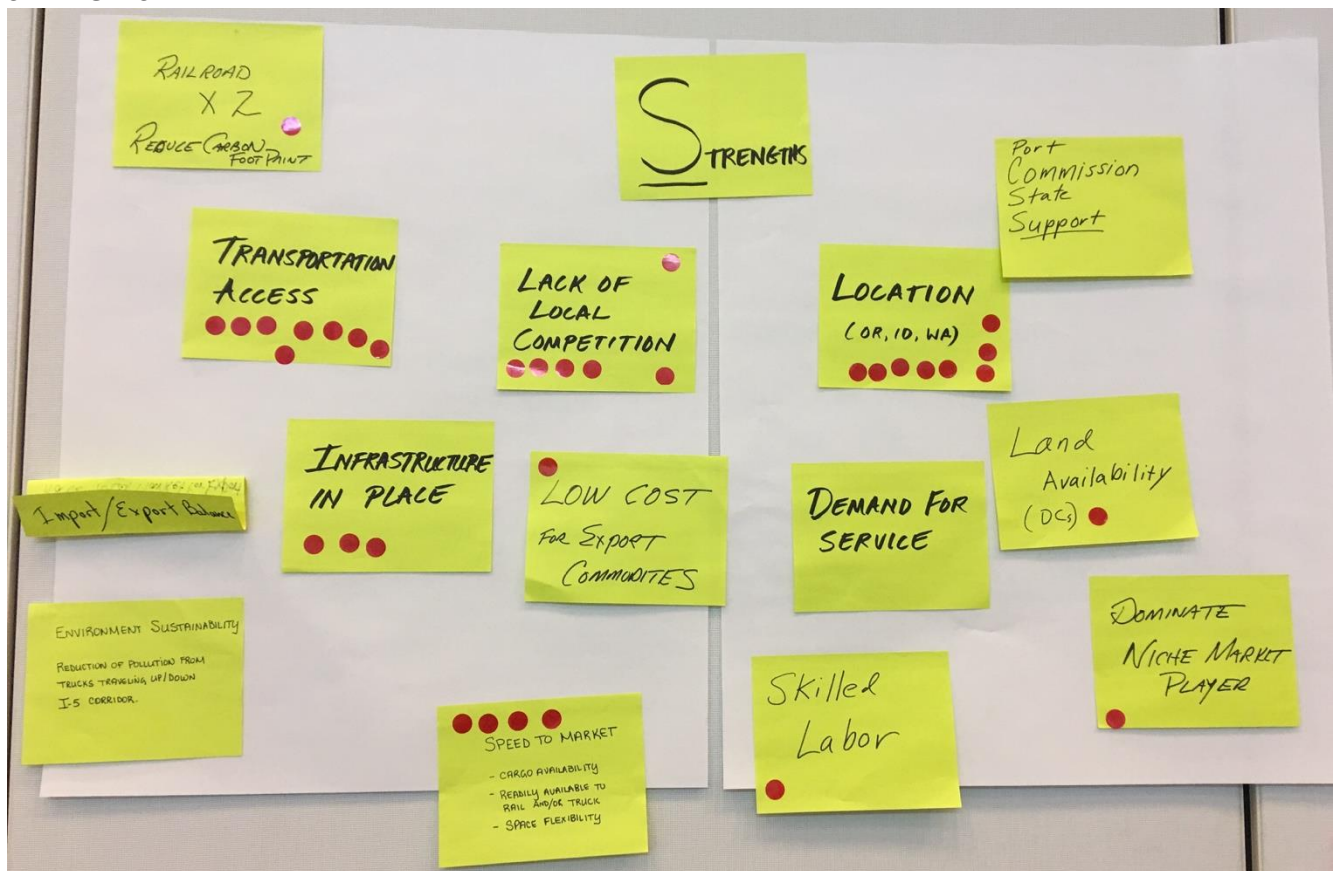 RAILROAD
X 2
REDUCE CARBON
FOOTPRINT
STRENGTHS
Port
Commission
State
Support
TRANSPORTATION
ACCESS
LACK OF
LOCAL
COMPETITION
LOCATION
(OR, ID, WA)
INFRASTRUCTURE
IN PLACE
LOW COST
FOR EXPORT
COMMODITES
DEMAND FOR
SERVICE
Land
Availability
(DCs)
Import/Export Balance
ENVIRONMENT SUSTAINABILITY
REDUCTION OF POLLUTION FROM
TRUCKS TRAVELING UP/DOWN
I-5 CORRIDOR.
SPEED TO MARKET
- CARGO AVAILABILITY
- READILY AVAILABLE TO
RAIL AND/OR TRUCK
- SPACE FLEXIBILITY
Skilled
Labor
DOMINATE
NICHE MARKET
PLAYER